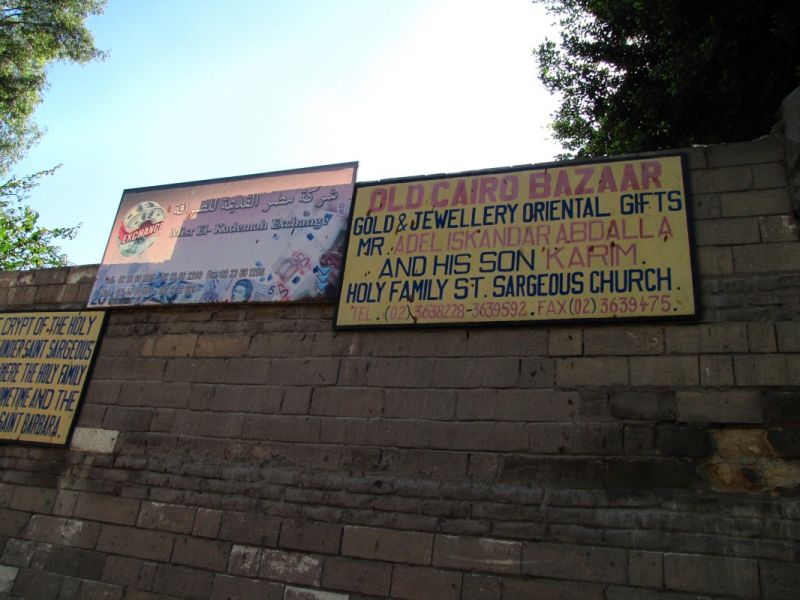 CRYPT OF THE HOLY
UNDER SAINT SARGEOUS
HERE THE HOLY FAMILY
AND THE
SAINT BARBARA.
شركة مصر القديمة للصرافة
Misr El-Kademah Exchange
EXCHANGE
OLD CAIRO BAZAAR
GOLD & JEWELLERY ORIENTAL GIFTS
MR. ADEL ISKANDAR ABDALLA
AND HIS SON KARIM.
HOLY FAMILY ST. SARGEOUS CHURCH.
TEL. (02) 3638228-3639592. FAX(02) 3639475.